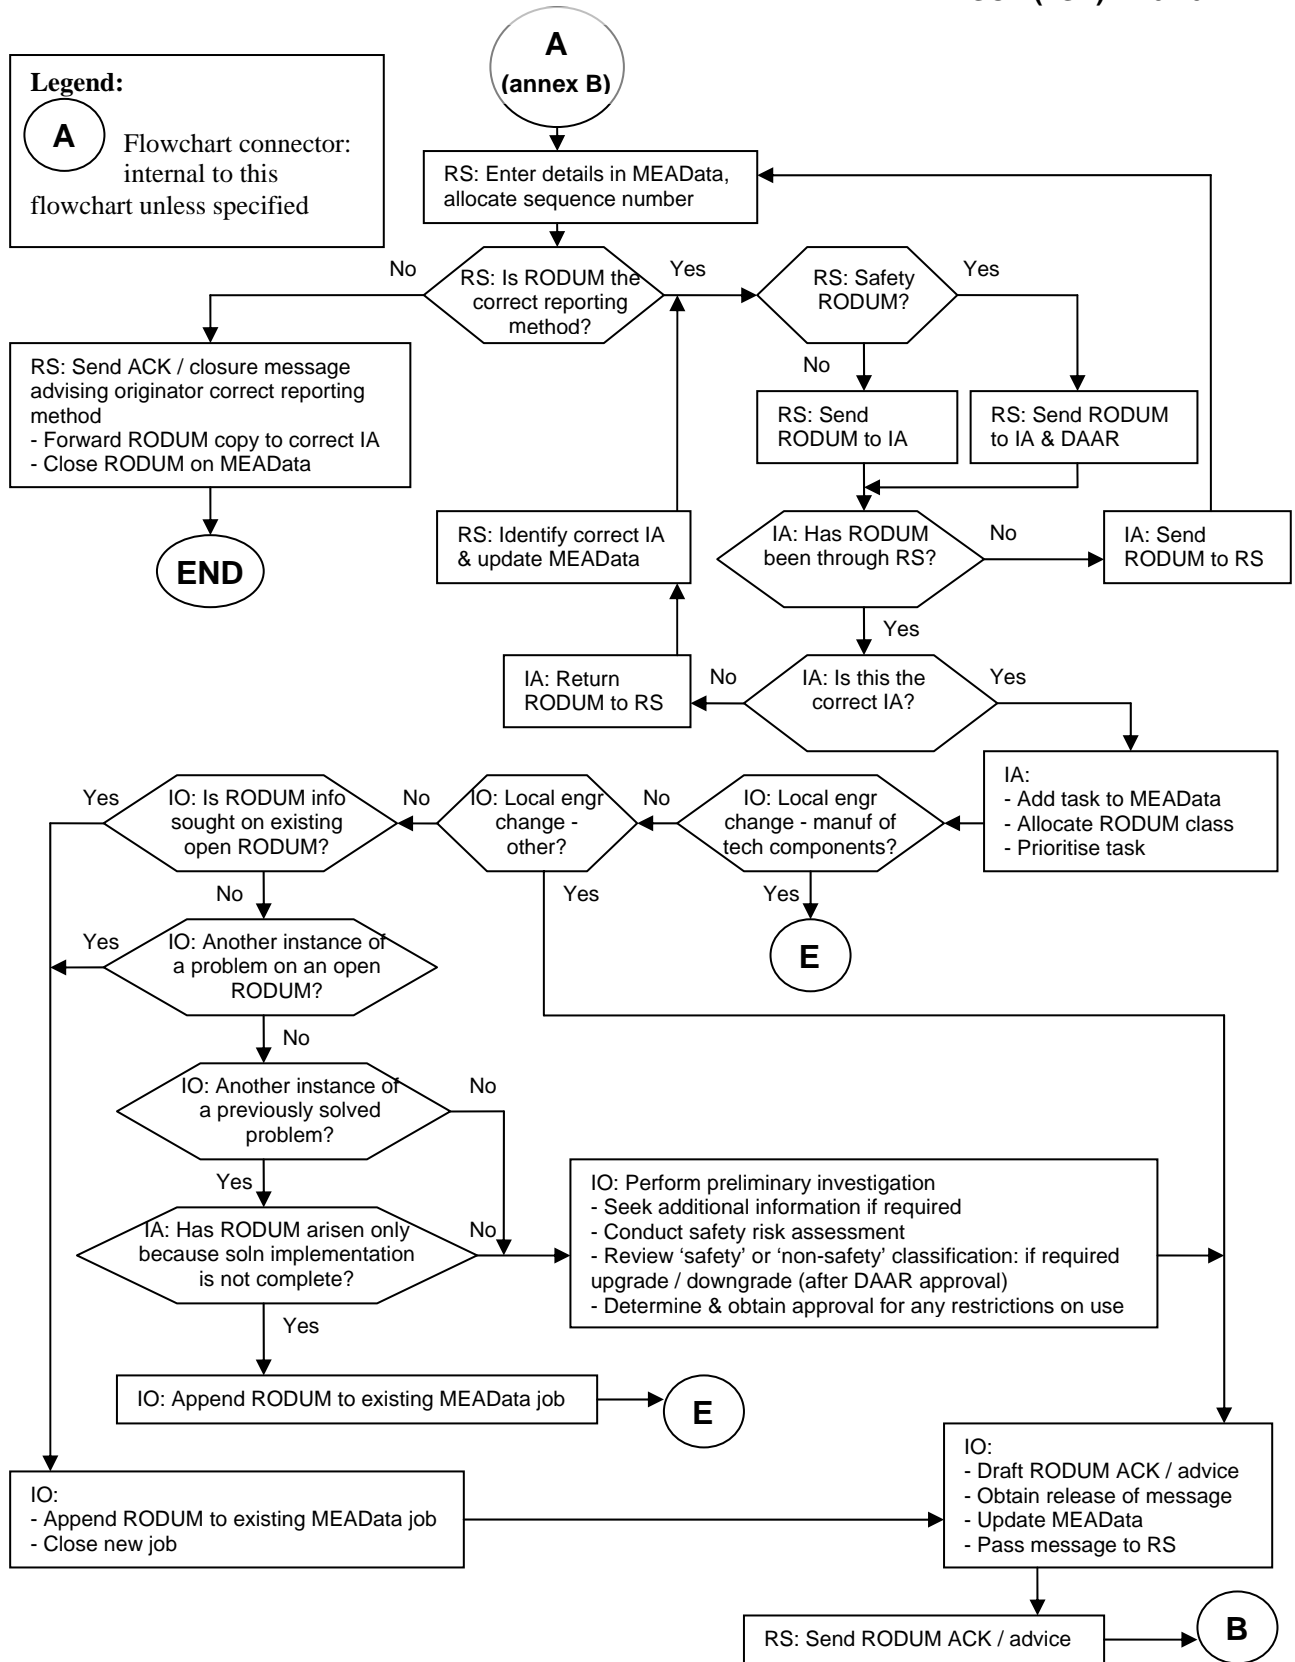 Legend:
A
Flowchart connector:
internal to this
flowchart unless specified
A
(annex B)
RS: Enter details in MEAData,
allocate sequence number
No
RS: Is RODUM the
correct reporting
method?
Yes
RS: Safety
RODUM?
Yes
No
RS: Send ACK / closure message
advising originator correct reporting
method
- Forward RODUM copy to correct IA
- Close RODUM on MEAData
RS: Send
RODUM to IA
RS: Send RODUM
to IA & DAAR
END
RS: Identify correct IA
& update MEAData
IA: Has RODUM
been through RS?
No
IA: Send
RODUM to RS
Yes
IA: Return
RODUM to RS
No
IA: Is this the
correct IA?
Yes
IA:
- Add task to MEAData
- Allocate RODUM class
- Prioritise task
Yes
IO: Is RODUM info
sought on existing
open RODUM?
No
IO: Local engr
change -
other?
No
IO: Local engr
change - manuf of
tech components?
No
Yes
Yes
E
Yes
IO: Another instance of
a problem on an open
RODUM?
No
IO: Another instance of
a previously solved
problem?
No
Yes
IA: Has RODUM arisen only
because soln implementation
is not complete?
No
IO: Perform preliminary investigation
- Seek additional information if required
- Conduct safety risk assessment
- Review ‘safety’ or ‘non-safety’ classification: if required
upgrade / downgrade (after DAAR approval)
- Determine & obtain approval for any restrictions on use
Yes
IO: Append RODUM to existing MEAData job
E
IO:
- Append RODUM to existing MEAData job
- Close new job
IO:
- Draft RODUM ACK / advice
- Obtain release of message
- Update MEAData
- Pass message to RS
RS: Send RODUM ACK / advice
B